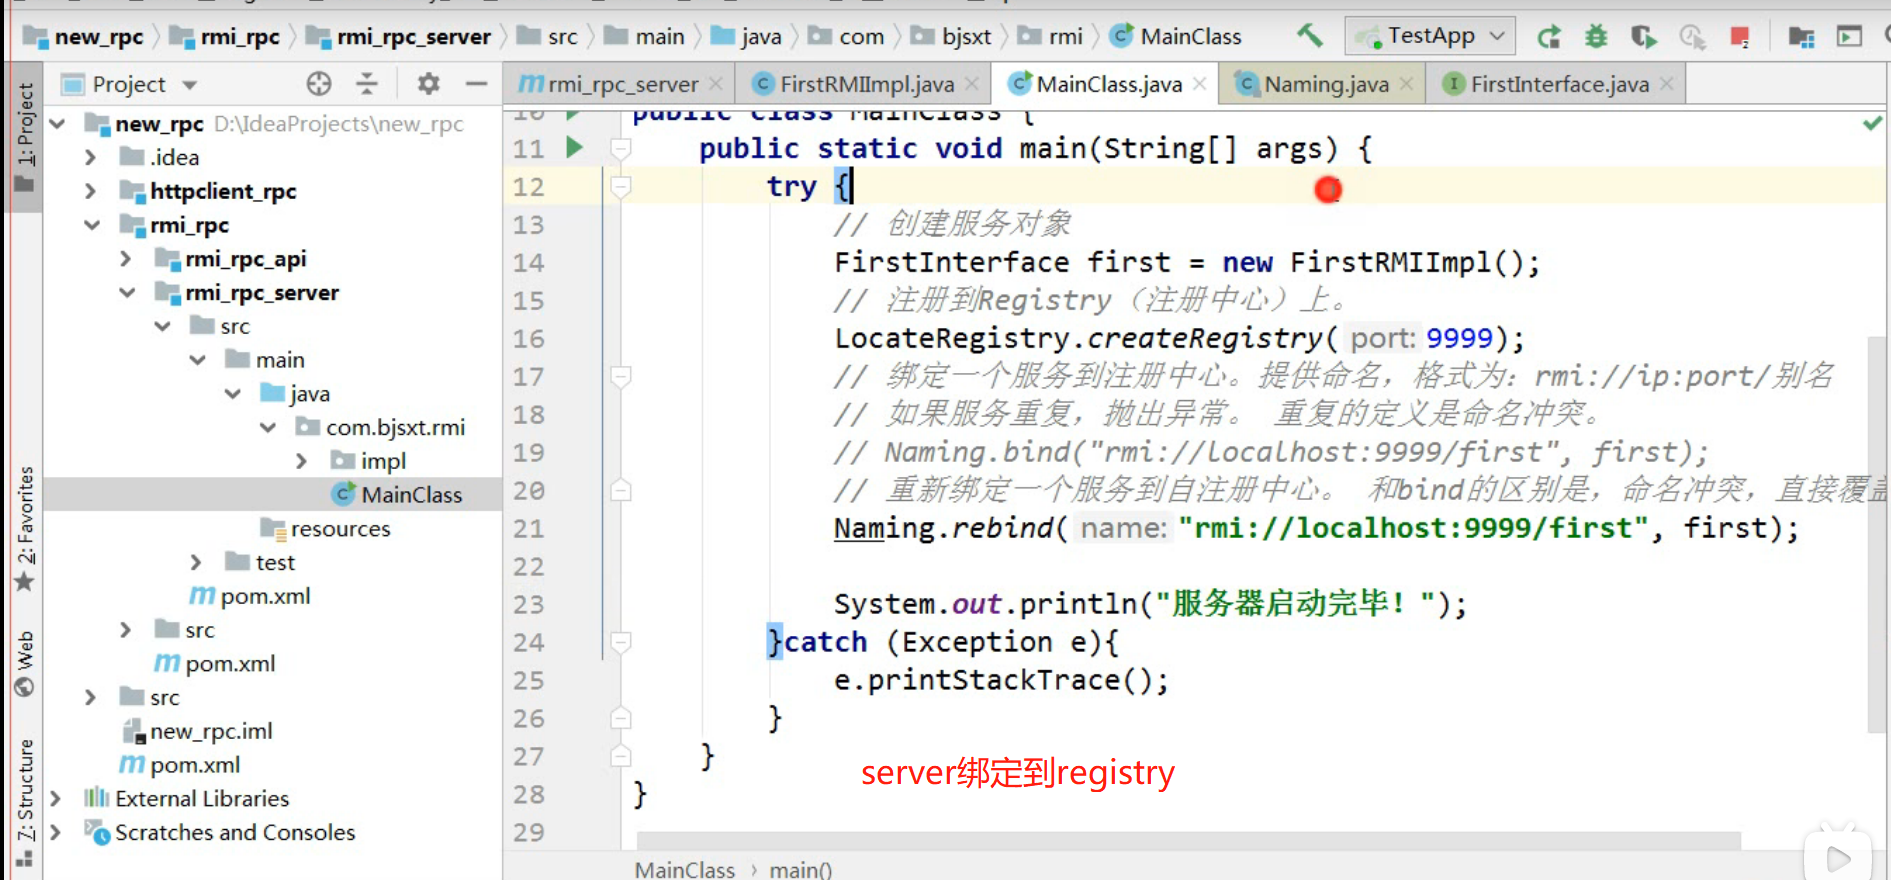 new_rpc rmi_rpc rmi_rpc_server src main java com bjsxt rmi MainClass TestApp
Project
rmi_rpc_server FirstRMIImpl.java MainClass.java Naming.java FirstInterface.java
1: Project
2: Favorites
Web
7: Structure
new_rpc D:\IdeaProjects\new_rpc
.idea
httpclient_rpc
rmi_rpc
rmi_rpc_api
rmi_rpc_server
src
main
java
com.bjsxt.rmi
impl
MainClass
resources
test
pom.xml
src
pom.xml
src
new_rpc.iml
pom.xml
External Libraries
Scratches and Consoles
10 public class MainClass {
11 public static void main(String[] args) {
12 try {
13 // 创建服务对象
14 FirstInterface first = new FirstRMIImpl();
15 // 注册到Registry（注册中心）上。
16 LocateRegistry.createRegistry( port: 9999);
17 // 绑定一个服务到注册中心。提供命名，格式为：rmi://ip:port/别名
18 // 如果服务重复，抛出异常。 重复的定义是命名冲突。
19 // Naming.bind("rmi://localhost:9999/first", first);
20 // 重新绑定一个服务到自注册中心。 和bind的区别是，命名冲突，直接覆盖
21 Naming.rebind( name: "rmi://localhost:9999/first", first);
22
23 System.out.println("服务器启动完毕！");
24 }catch (Exception e){
25 e.printStackTrace();
26 }
27 }
28 }
29
server绑定到registry
MainClass main()